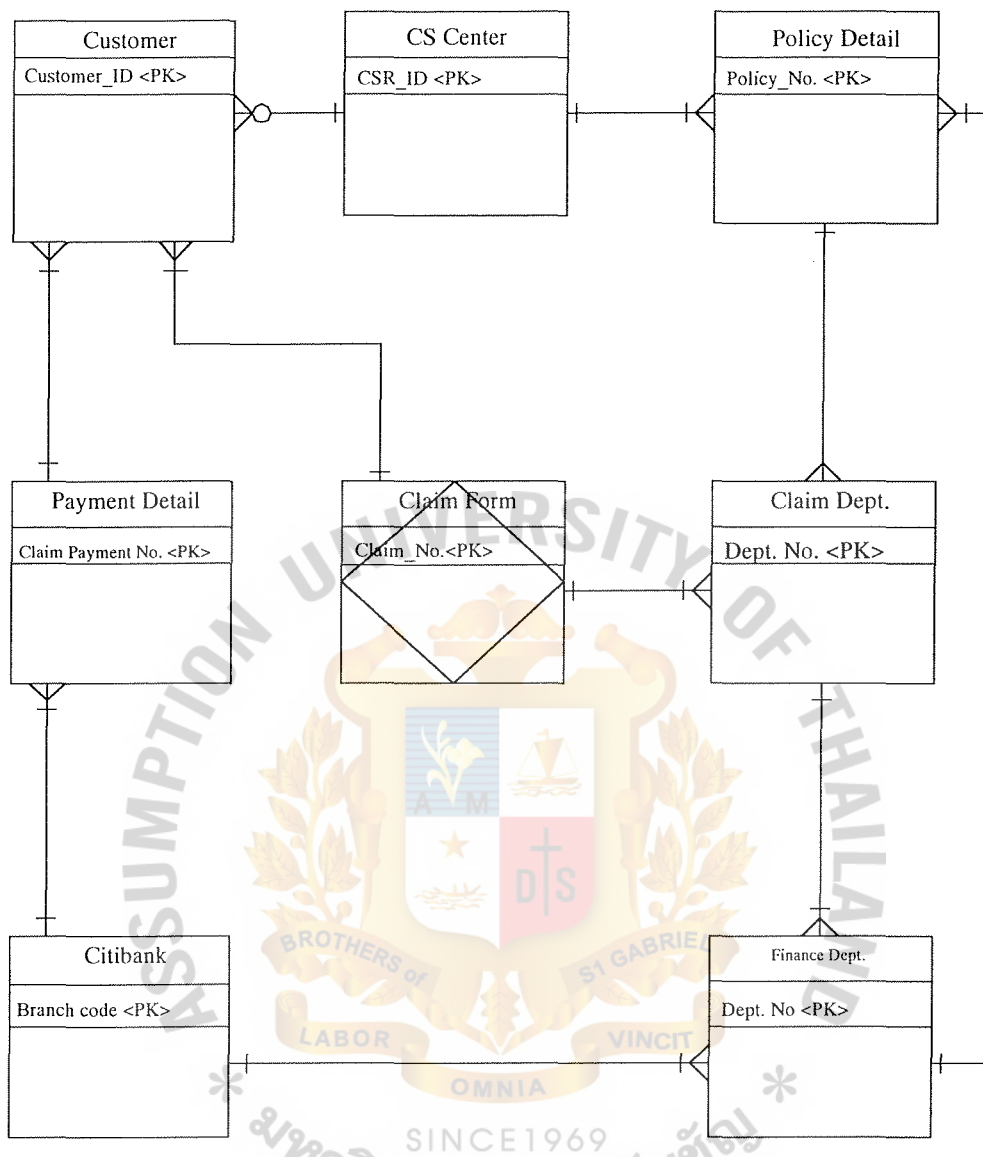 Customer
Customer_ID <PK>
CS Center
CSR_ID <PK>
Policy Detail
Policy_No. <PK>
Payment Detail
Claim Payment No. <PK>
Claim Form
Claim_No.<PK>
Claim Dept.
Dept. No. <PK>
Citibank
Branch code <PK>
Finance Dept.
Dept. No <PK>
ASSUMPTION UNIVERSITY OF THAILAND
A M
D S
BROTHERS of
S1 GABRIEL
LABOR
VINCIT
OMNIA
SINCE1969